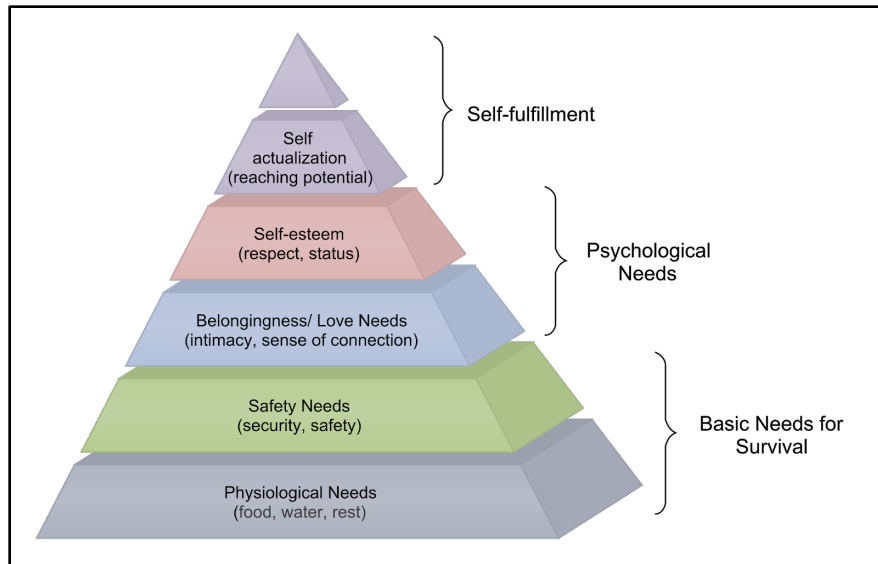 Self-fulfillment
Self
actualization
(reaching potential)
Self-esteem
(respect, status)
Psychological
Needs
Belongingness/ Love Needs
(intimacy, sense of connection)
Safety Needs
(security, safety)
Basic Needs for
Survival
Physiological Needs
(food, water, rest)